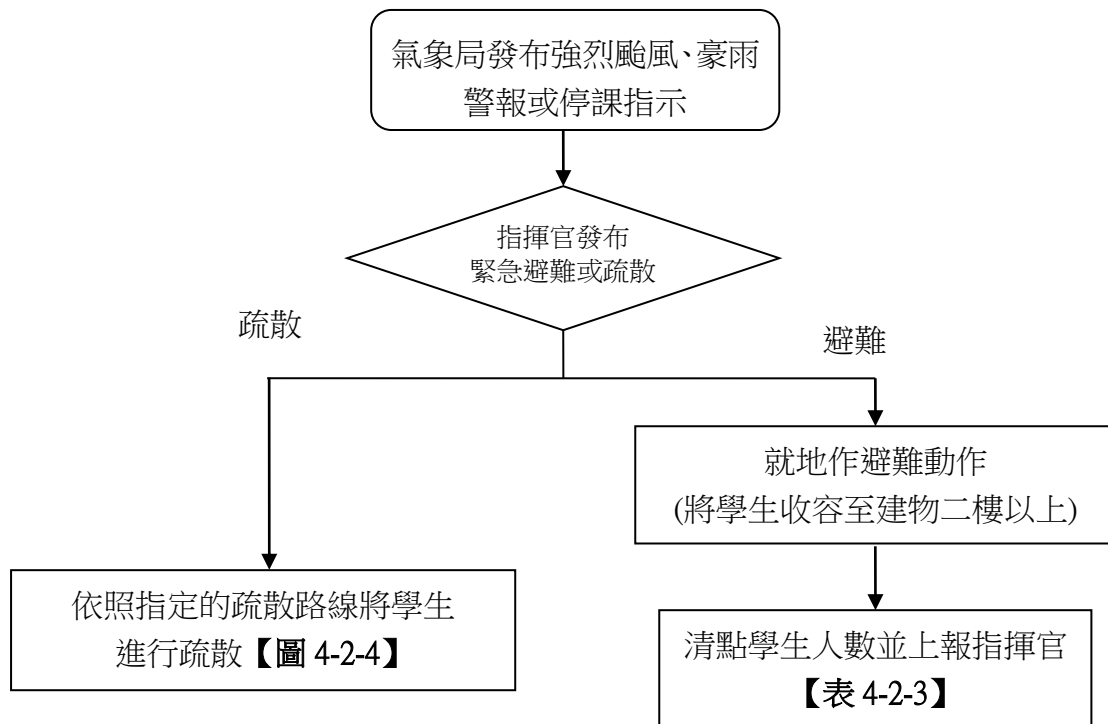 氣象局發布強烈颱風、豪雨
警報或停課指示
指揮官發布
緊急避難或疏散
疏散
避難
就地作避難動作
(將學生收容至建物二樓以上)
依照指定的疏散路線將學生
進行疏散【圖 4-2-4】
清點學生人數並上報指揮官
【表 4-2-3】